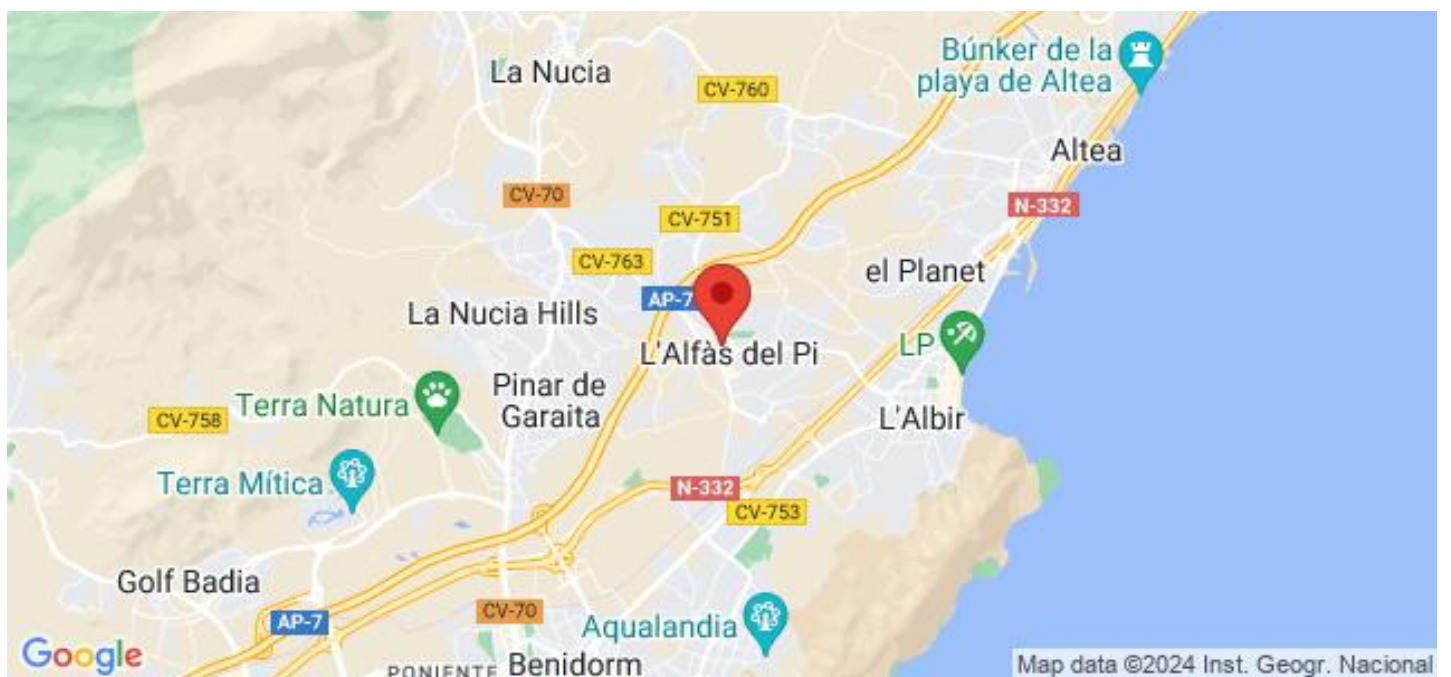 La Nucia
Búnker de la
playa de Altea
CV-760
Altea
CV-70
N-332
CV-751
CV-763
el Planet
AP-7
La Nucia Hills
LP
L'Alfàs del Pi
Pinar de
Garaita
Terra Natura
CV-758
L'Albir
Terra Mítica
N-332
CV-753
Golf Badia
AP-7
CV-70
Aqualandia
Google
PONIENTE
Benidorm
Map data ©2024 Inst. Geogr. Nacional